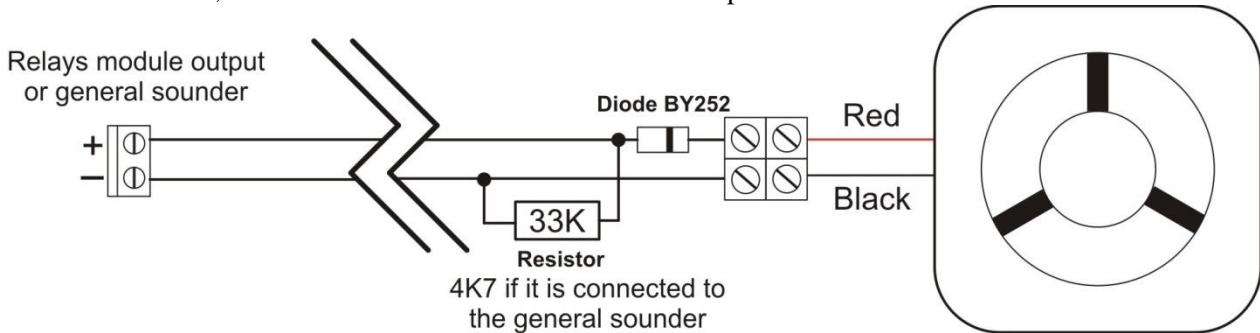 Relays module output
or general sounder
+
−
Diode BY252
Red
Black
33K
Resistor
4K7 if it is connected to
the general sounder